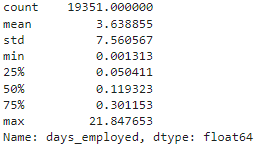 count    19351.000000
mean         3.638855
std          7.560567
min          0.001313
25%          0.050411
50%          0.119323
75%          0.301153
max         21.847653
Name: days_employed, dtype: float64